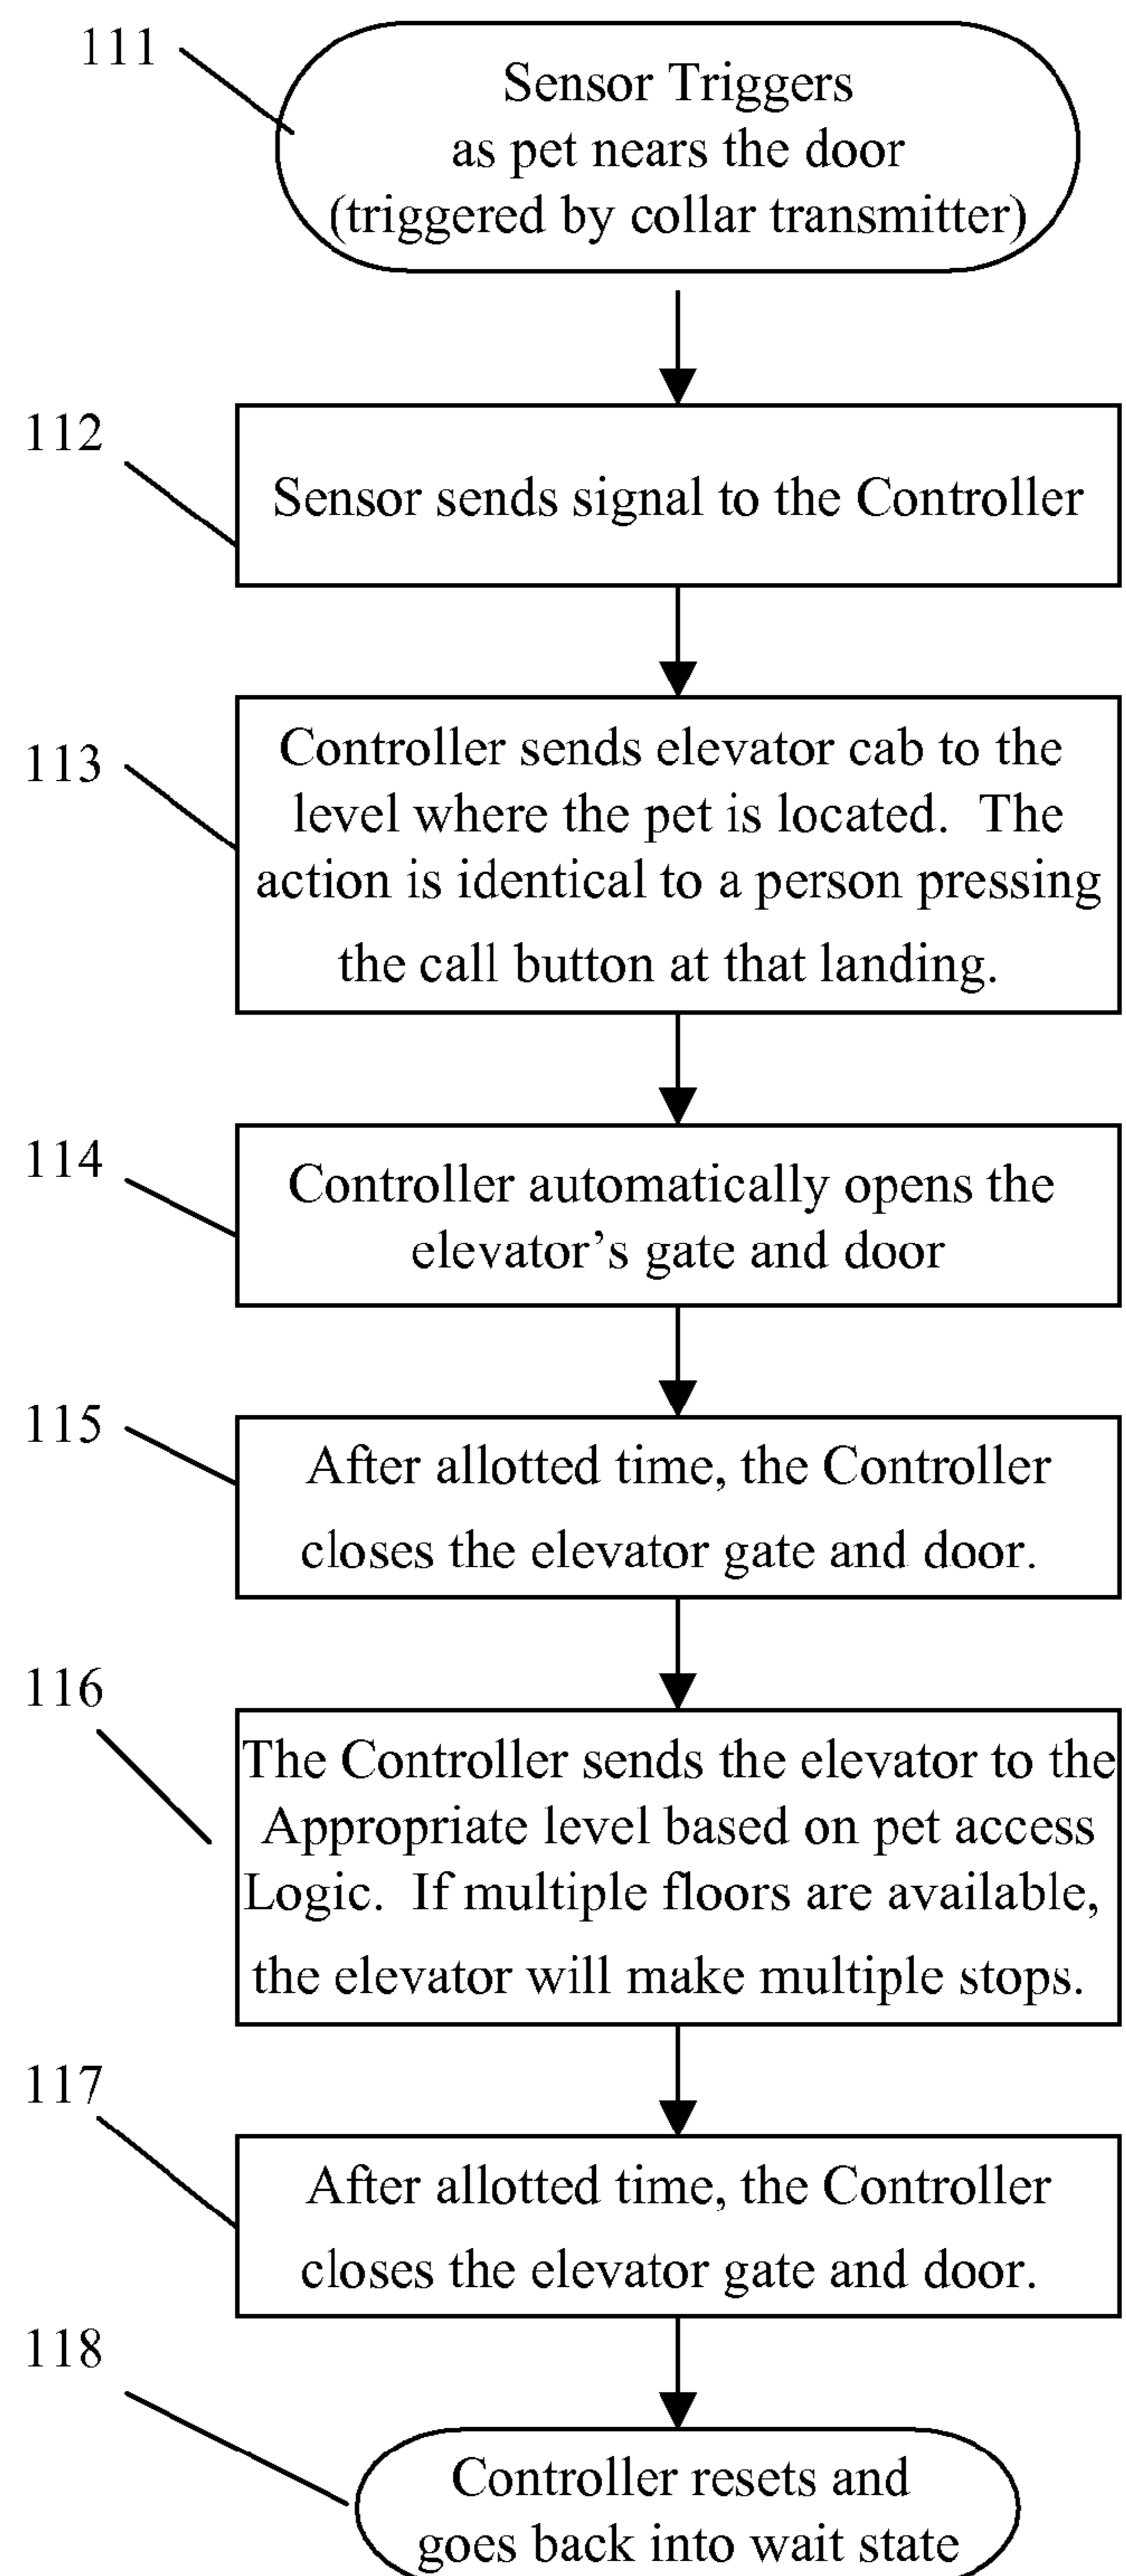 111
Sensor Triggers
as pet nears the door
(triggered by collar transmitter)
112
Sensor sends signal to the Controller
113
Controller sends elevator cab to the
level where the pet is located.  The
action is identical to a person pressing
the call button at that landing.
114
Controller automatically opens the
elevator’s gate and door
115
After allotted time, the Controller
closes the elevator gate and door.
116
The Controller sends the elevator to the
Appropriate level based on pet access
Logic.  If multiple floors are available,
the elevator will make multiple stops.
117
After allotted time, the Controller
closes the elevator gate and door.
118
Controller resets and
goes back into wait state